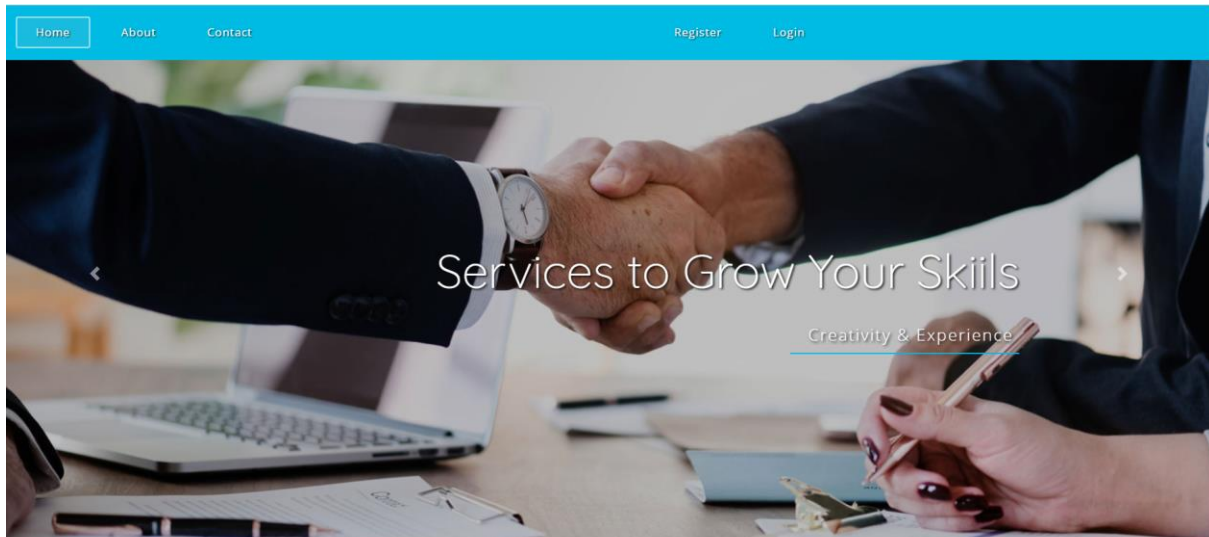 Home About Contact Register Login
Services to Grow Your Skiils
Creativity & Experience